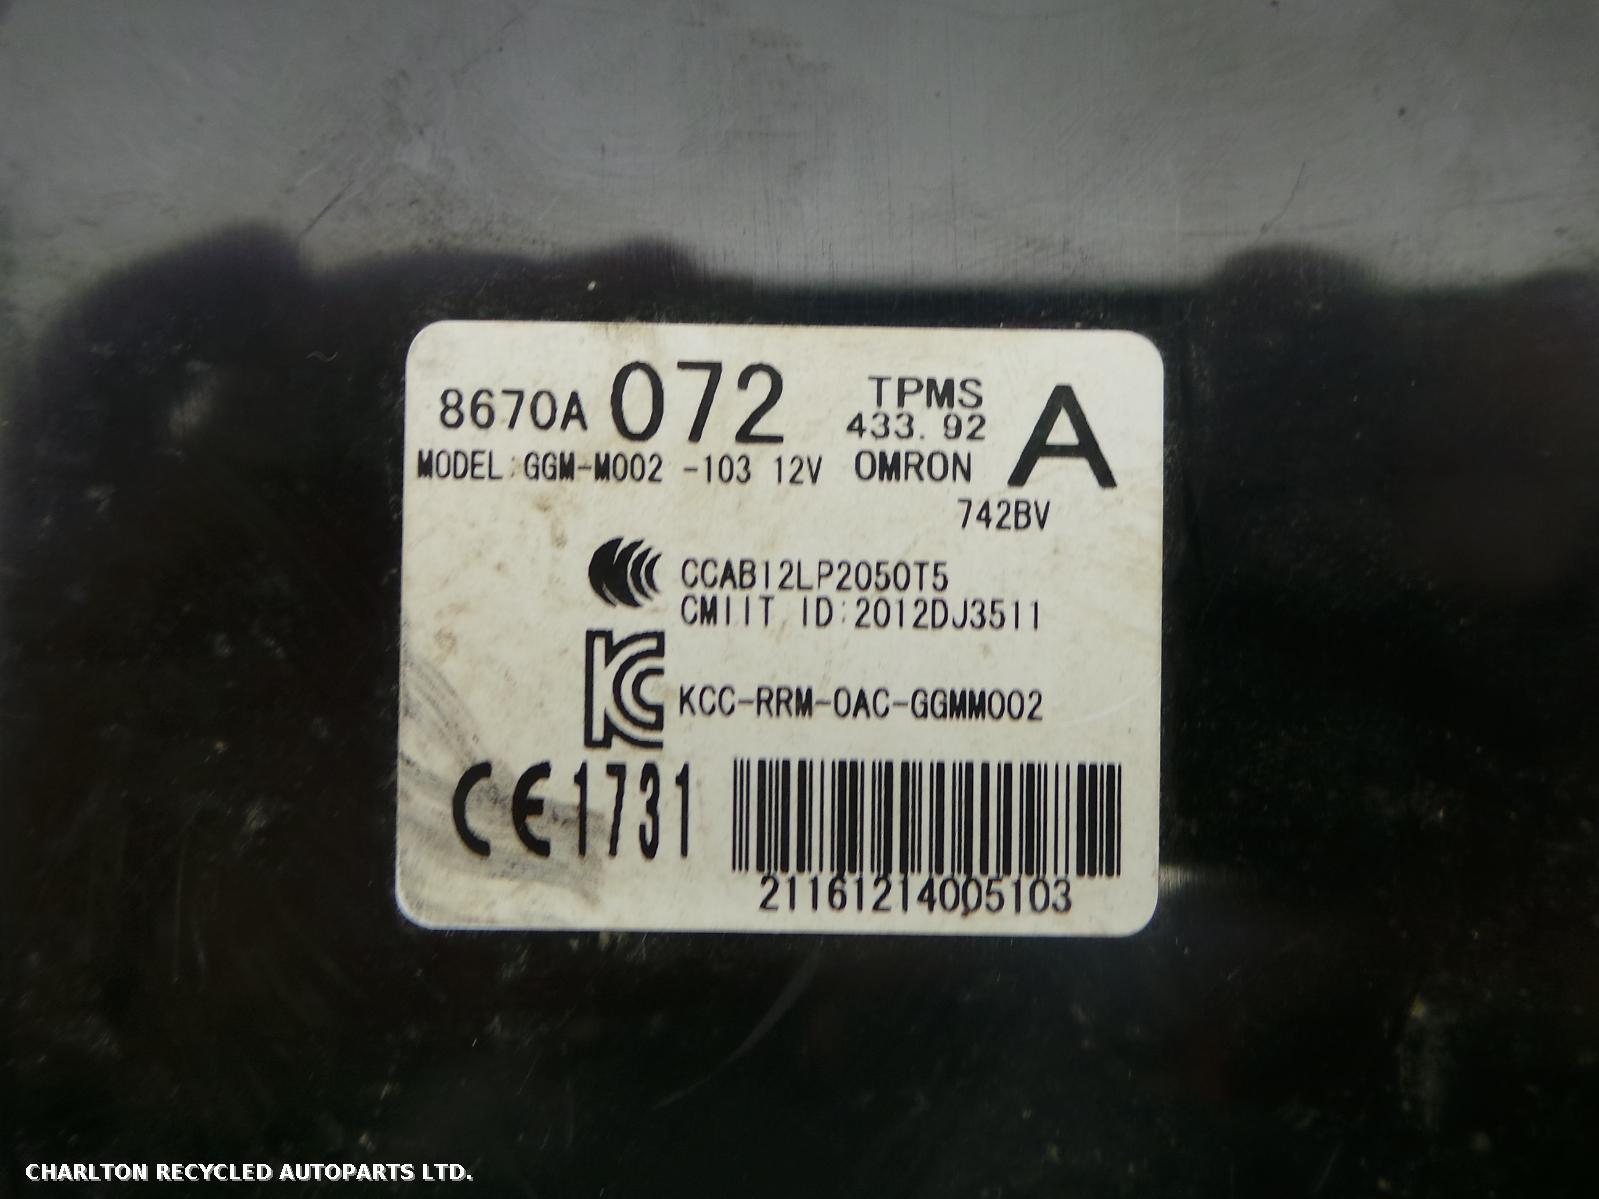 8670A 072 TPMS 433.92 A
MODEL:GGM-M002 -103 12V OMRON
742BV
CCAB12LP2050T5
CMIIT ID:2012DJ3511
KCC-RRM-OAC-GGMM002
CE1731
21161214005103
CHARLTON RECYCLED AUTOPARTS LTD.